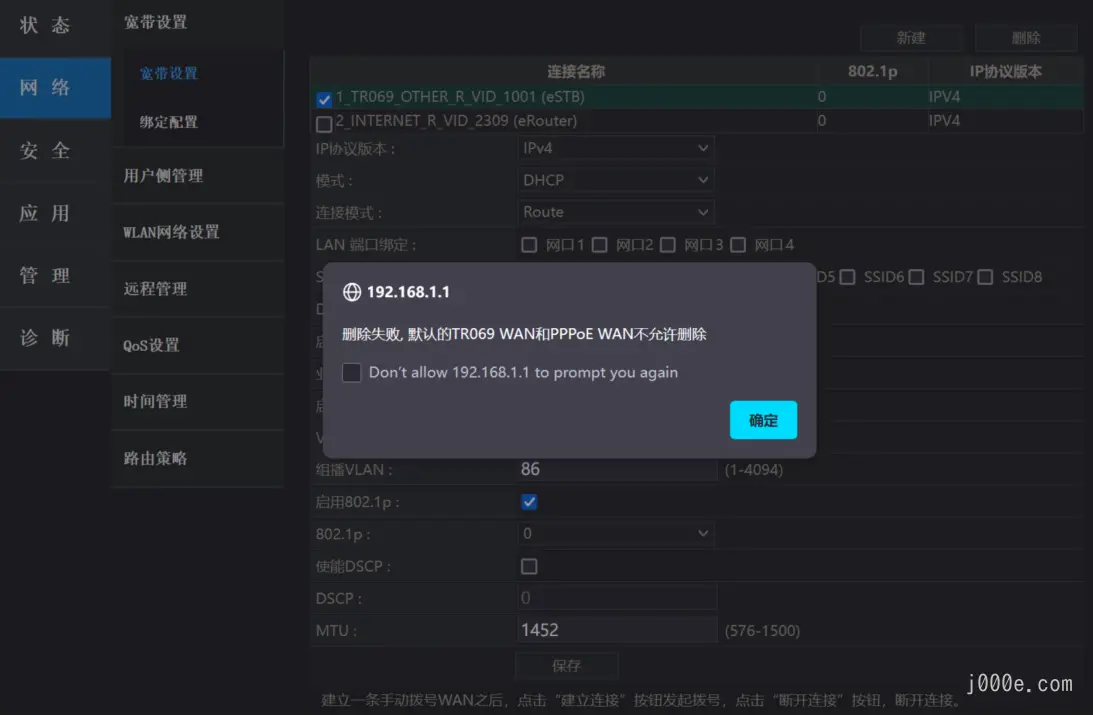 状 态
网 络
安 全
应 用
管 理
诊 断
宽带设置
宽带设置
绑定配置
用户侧管理
WLAN网络设置
远程管理
QoS设置
时间管理
路由策略
新建 删除
连接名称 802.1p IP协议版本
1_TR069_OTHER_R_VID_1001 (eSTB) 0 IPV4
2_INTERNET_R_VID_2309 (eRouter) 0 IPV4
IP协议版本 : IPv4
模式 : DHCP
连接模式 : Route
LAN 端口绑定 : 网口1 网口2 网口3 网口4
D5 SSID6 SSID7 SSID8
192.168.1.1
删除失败, 默认的TR069 WAN和PPPoE WAN不允许删除
Don't allow 192.168.1.1 to prompt you again
确定
组播VLAN : 86 (1-4094)
启用802.1p :
802.1p : 0
使能DSCP :
DSCP : 0
MTU : 1452 (576-1500)
保存
建立一条手动拨号WAN之后，点击“建立连接”按钮发起拨号，点击“断开连接”按钮，断开连接。
j000e.com